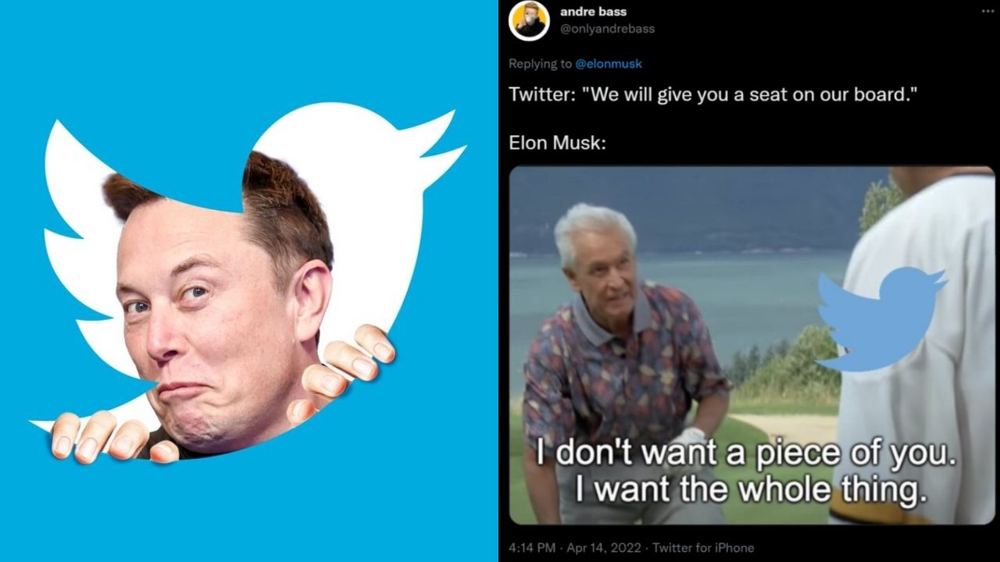 andre bass
@onlyandrebass
Replying to @elonmusk
Twitter: "We will give you a seat on our board."
Elon Musk:
I don't want a piece of you.
I want the whole thing.
4:14 PM · Apr 14, 2022 · Twitter for iPhone